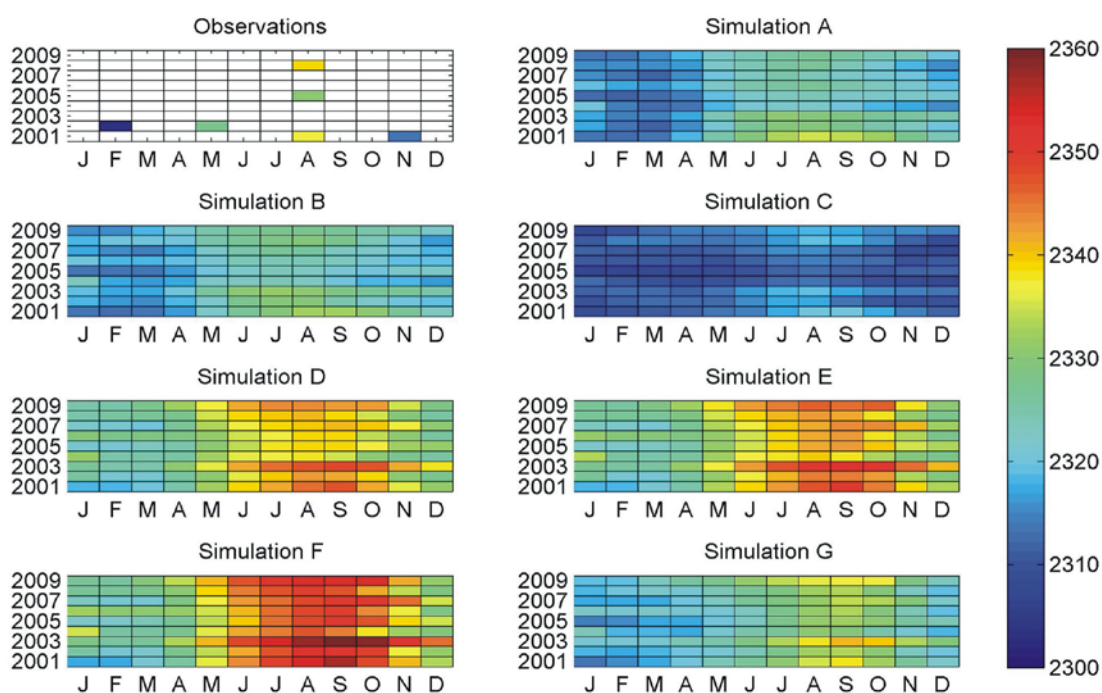 Observations
2009
2007
2005
2003
2001
J F M A M J J A S O N D
Simulation A
2009
2007
2005
2003
2001
J F M A M J J A S O N D
Simulation B
2009
2007
2005
2003
2001
J F M A M J J A S O N D
Simulation C
2009
2007
2005
2003
2001
J F M A M J J A S O N D
Simulation D
2009
2007
2005
2003
2001
J F M A M J J A S O N D
Simulation E
2009
2007
2005
2003
2001
J F M A M J J A S O N D
Simulation F
2009
2007
2005
2003
2001
J F M A M J J A S O N D
Simulation G
2009
2007
2005
2003
2001
J F M A M J J A S O N D
2360
2350
2340
2330
2320
2310
2300